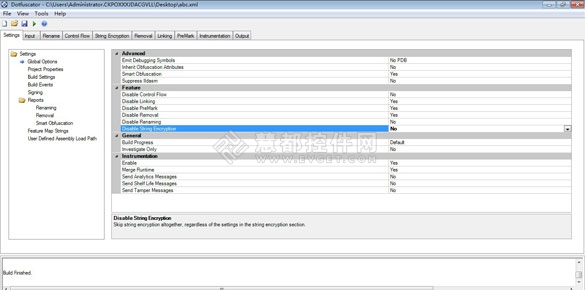 Dotfuscator - C:\Users\Administrator.CKPOXXXJDACGVLL\Desktop\abs.xml
File View Tools Help
Settings Input Rename Control Flow String Encryption Removal Linking PreMark Instrumentation Output
Settings
Global Options
Project Properties
Build Settings
Build Events
Signing
Reports
Renaming
Removal
Smart Obfuscation
Feature Map Strings
User Defined Assembly Load Path
Advanced
Emit Debugging Symbols No PDB
Inherit Obfuscation Attributes No
Smart Obfuscation Yes
Suppress Ildasm No
Feature
Disable Control Flow No
Disable Linking Yes
Disable PreMark Yes
Disable Removal Yes
Disable Renaming No
Disable String Encryption No
General
Build Progress Default
Investigate Only No
Instrumentation
Enable Yes
Merge Runtime Yes
Send Analytics Messages No
Send Shelf Life Messages No
Send Tamper Messages No
慧都控件网
WWW.EVGET.COM
Disable String Encryption
Skip string encryption altogether, regardless of the settings in the string encryption section.
Build Finished.